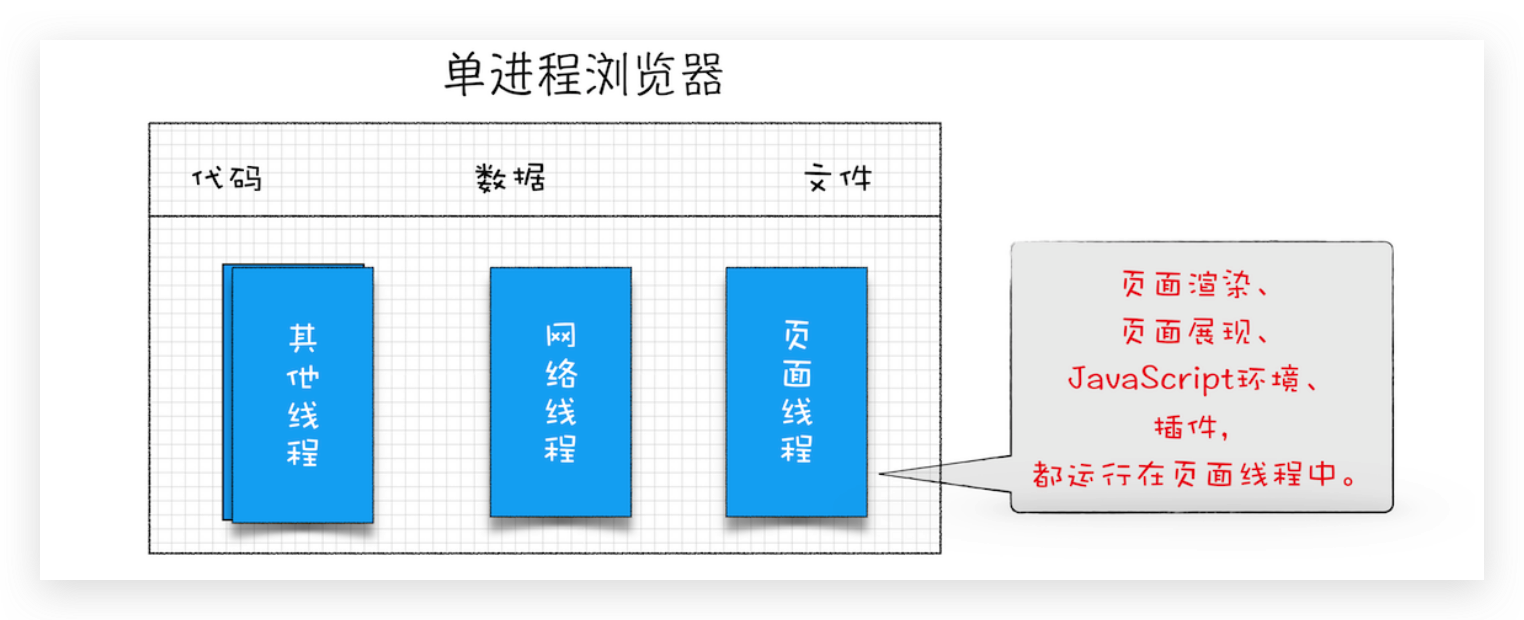 单进程浏览器
代码 数据 文件
其他线程
网络线程
页面线程
页面渲染、
页面展现、
JavaScript环境、
插件,
都运行在页面线程中。